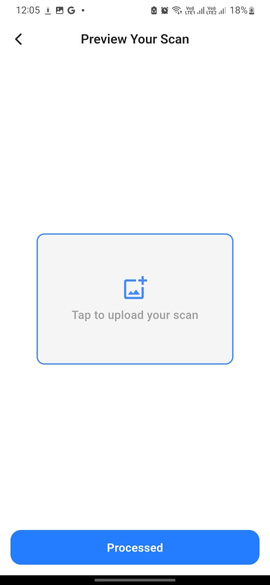 12:05
18%
Preview Your Scan
Tap to upload your scan
Processed